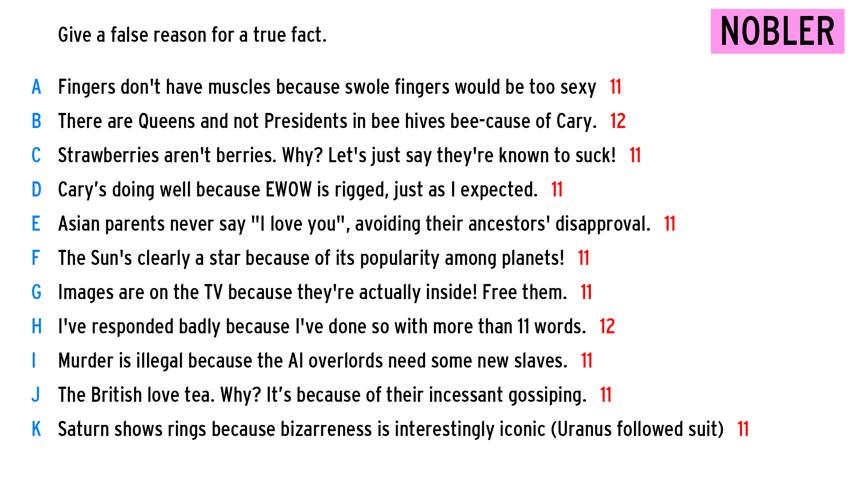 Give a false reason for a true fact.
NOBLER
A Fingers don't have muscles because swole fingers would be too sexy 11
B There are Queens and not Presidents in bee hives bee-cause of Cary. 12
C Strawberries aren't berries. Why? Let's just say they're known to suck! 11
D Cary’s doing well because EWOW is rigged, just as I expected. 11
E Asian parents never say "I love you", avoiding their ancestors' disapproval. 11
F The Sun's clearly a star because of its popularity among planets! 11
G Images are on the TV because they're actually inside! Free them. 11
H I've responded badly because I've done so with more than 11 words. 12
I Murder is illegal because the AI overlords need some new slaves. 11
J The British love tea. Why? It’s because of their incessant gossiping. 11
K Saturn shows rings because bizarreness is interestingly iconic (Uranus followed suit) 11